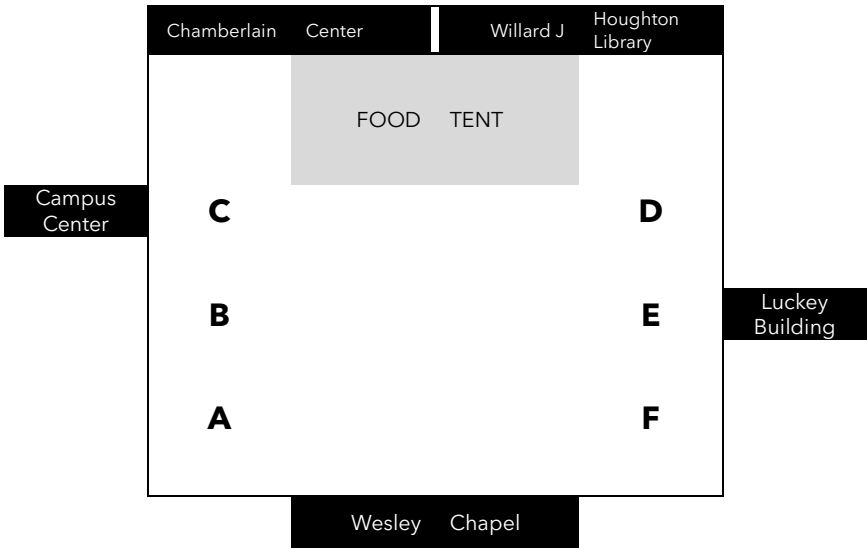 Chamberlain Center Willard J Houghton
Library
FOOD TENT
Campus
Center
C D
B E
Luckey
Building
A F
Wesley Chapel